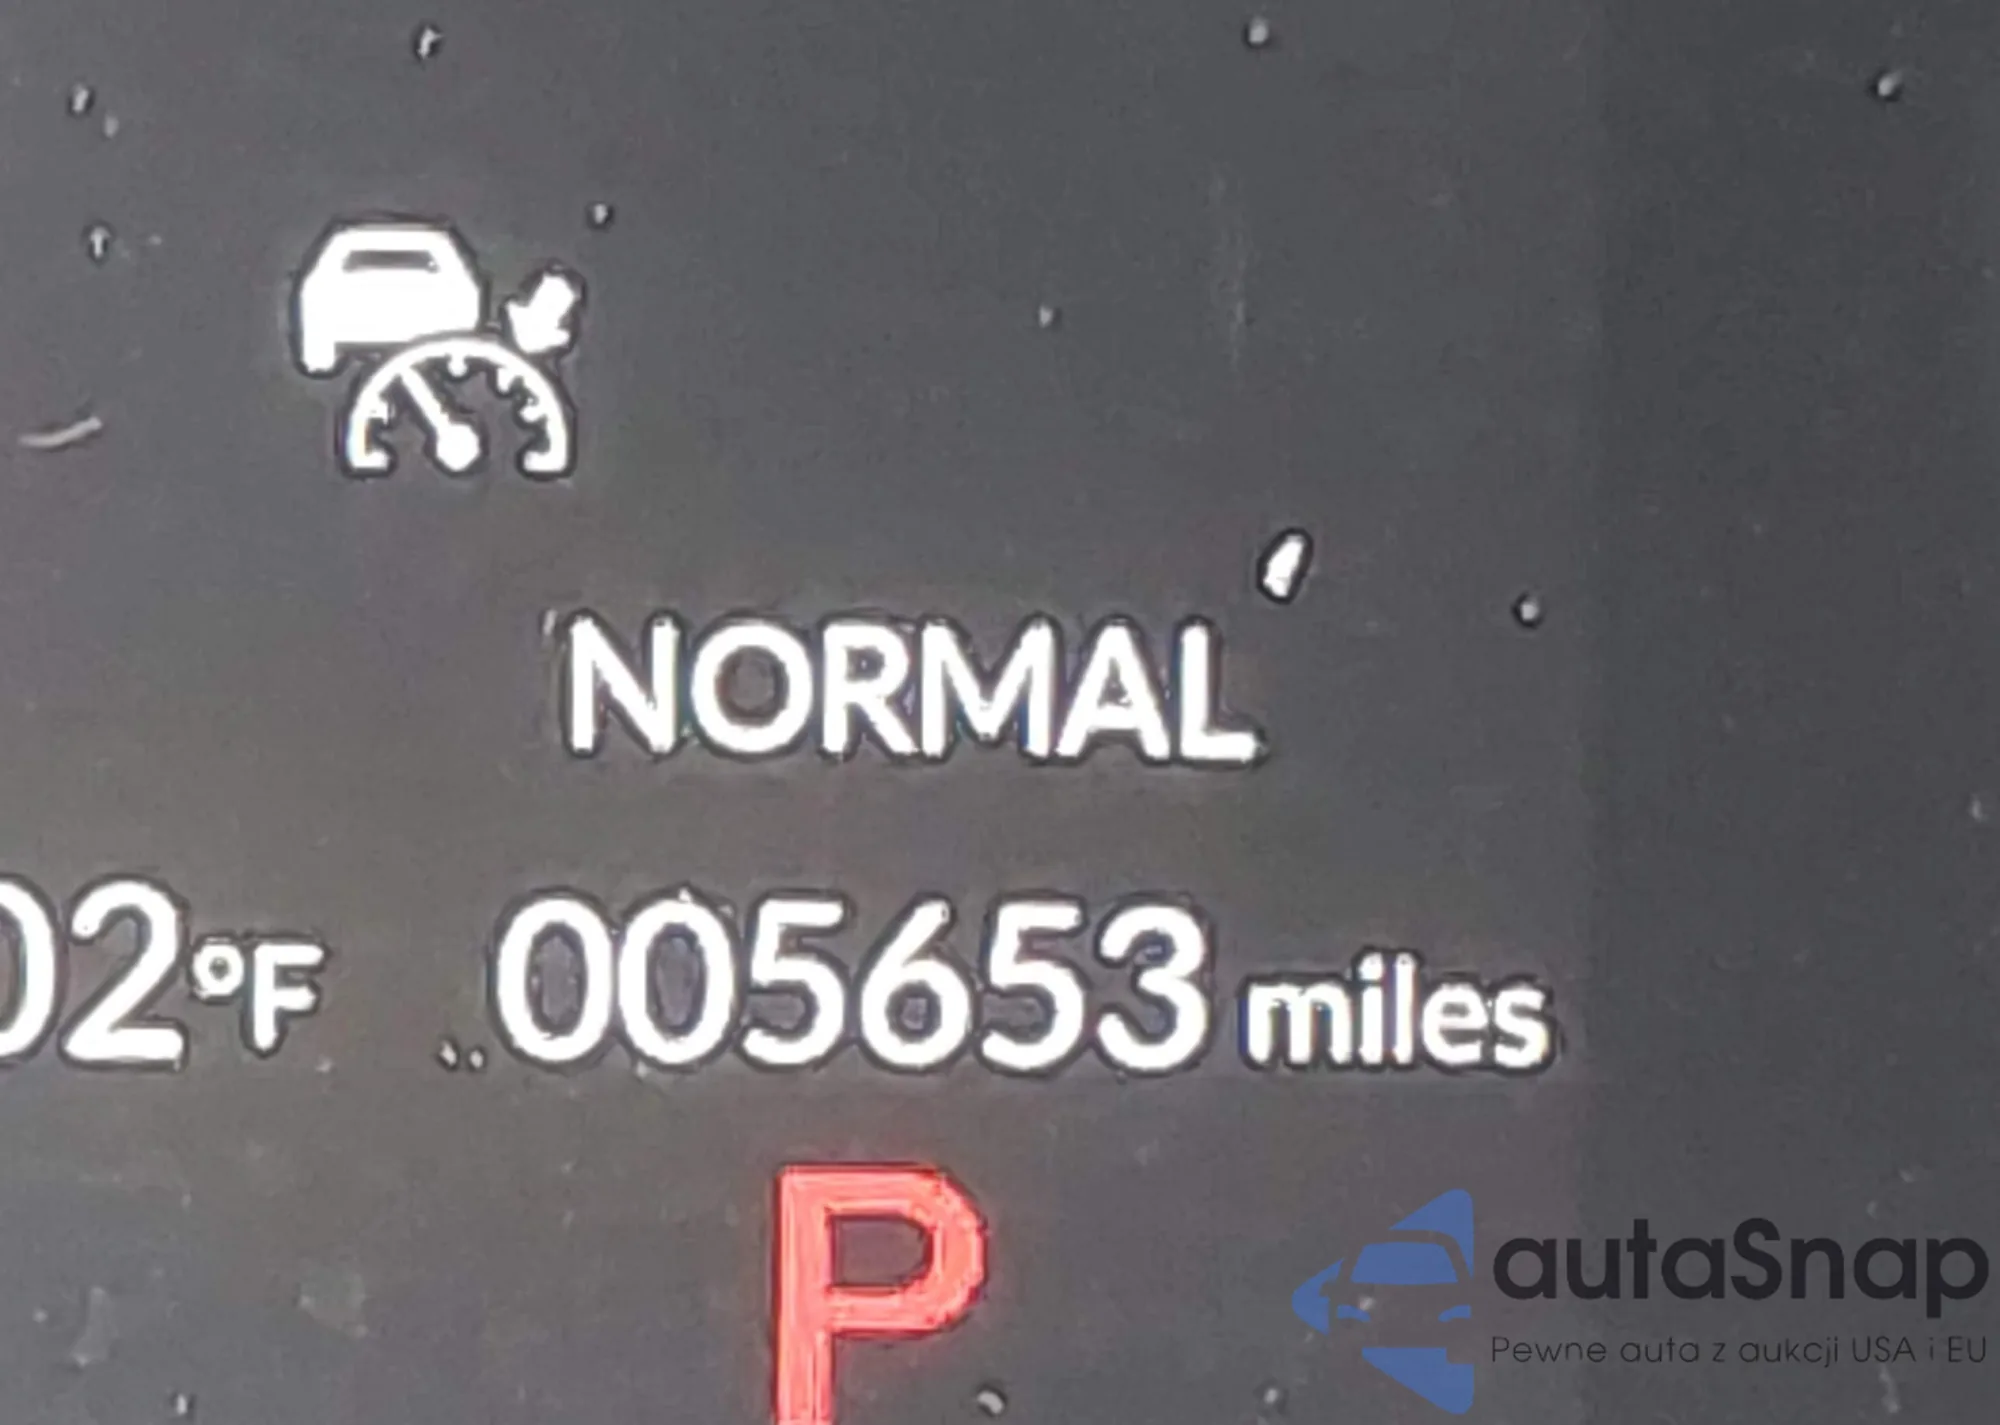 NORMAL
02°F 005653 miles
P
autaSnap
Pewne auta z aukcji USA i EU